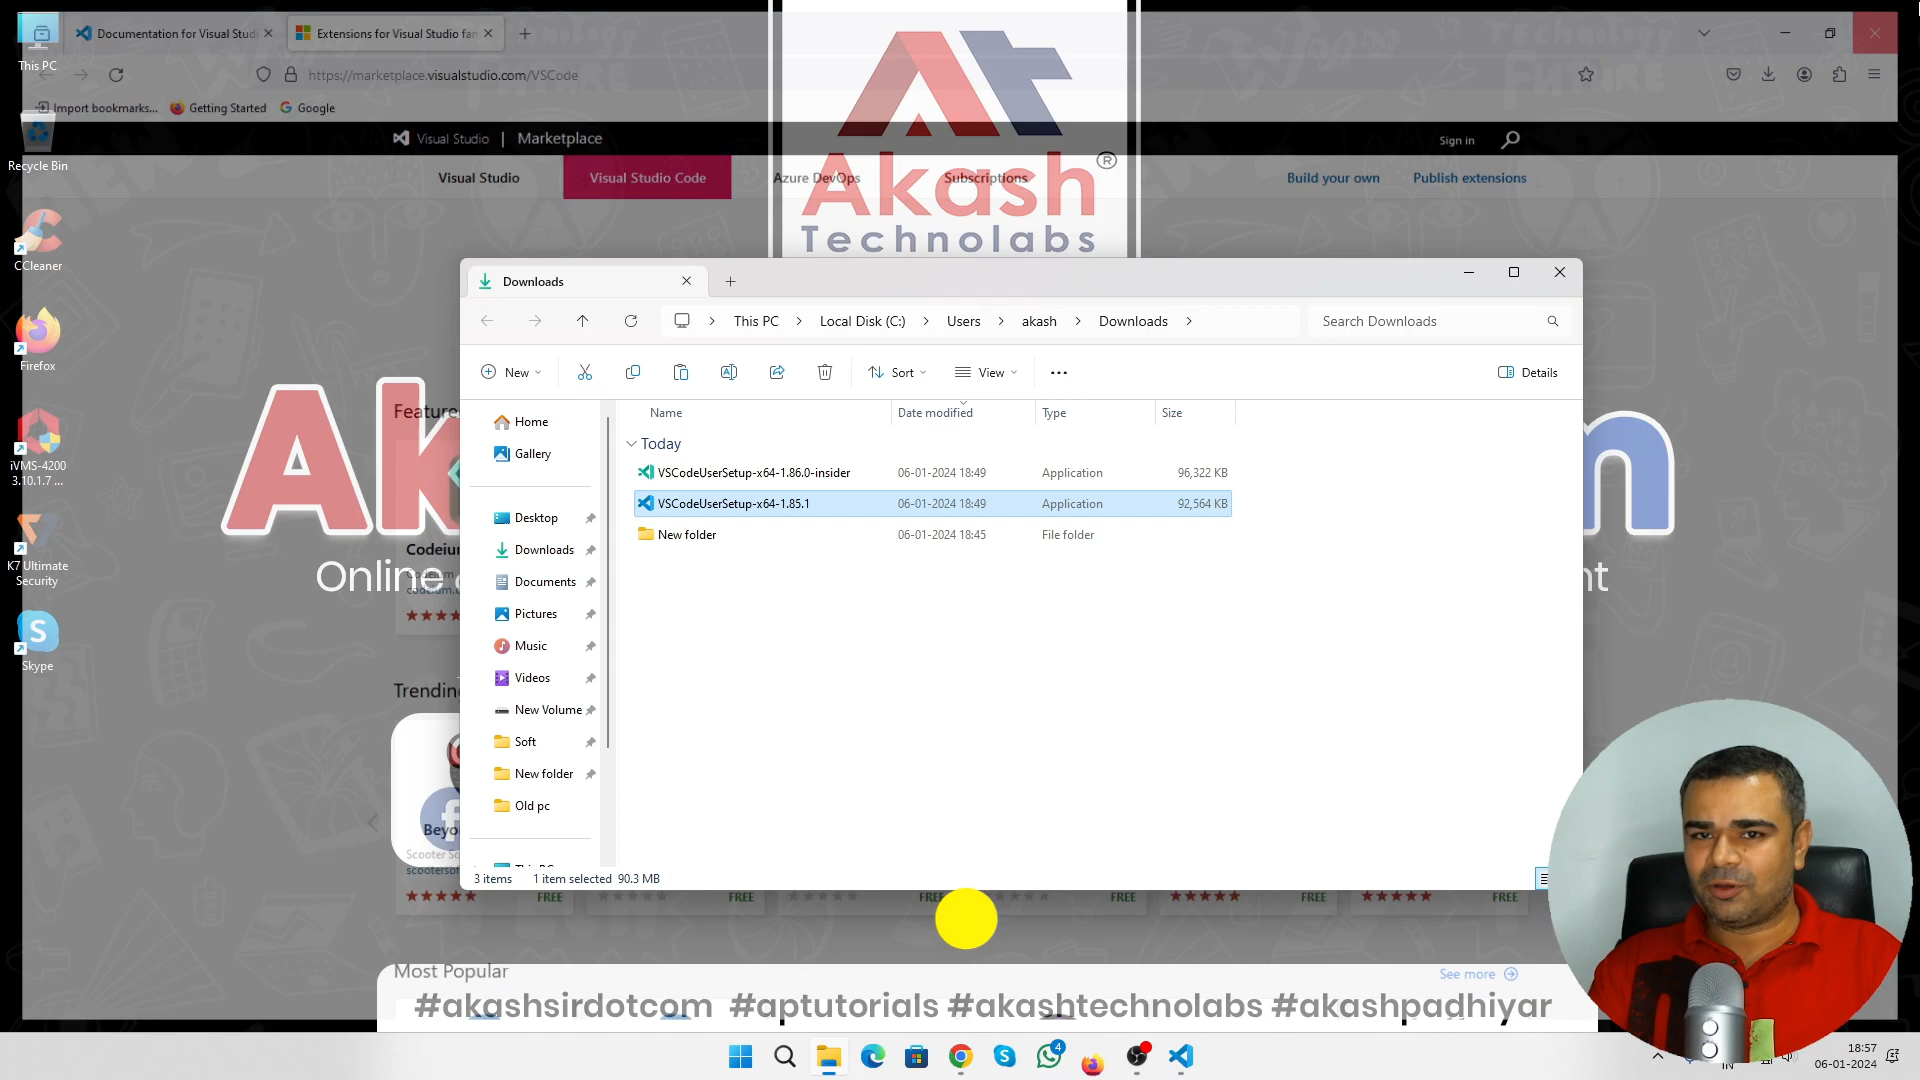 Documentation for Visual Studi
Extensions for Visual Studio fam
https://marketplace.visualstudio.com/VSCode
Import bookmarks...
Getting Started
Google
Visual Studio | Marketplace
Sign in
Visual Studio
Visual Studio Code
Azure DevOps
Subscriptions
Build your own
Publish extensions
Akash ®
Technolabs
This PC
Recycle Bin
CCleaner
Firefox
iVMS-4200
3.10.1.7 ...
K7 Ultimate
Security
Skype
Downloads
This PC > Local Disk (C:) > Users > akash > Downloads >
Search Downloads
New
Sort
View
Details
Home
Gallery
Desktop
Downloads
Documents
Pictures
Music
Videos
New Volume
Soft
New folder
Old pc
Name
Date modified
Type
Size
Today
VSCodeUserSetup-x64-1.86.0-insider 06-01-2024 18:49 Application 96,322 KB
VSCodeUserSetup-x64-1.85.1 06-01-2024 18:49 Application 92,564 KB
New folder 06-01-2024 18:45 File folder
3 items 1 item selected 90.3 MB
Online
FREE
FREE
FREE
FREE
FREE
FREE
Most Popular
See more
#akashsirdotcom #aptutorials #akashtechnolabs #akashpadhiyar
4
IN
18:57
06-01-2024